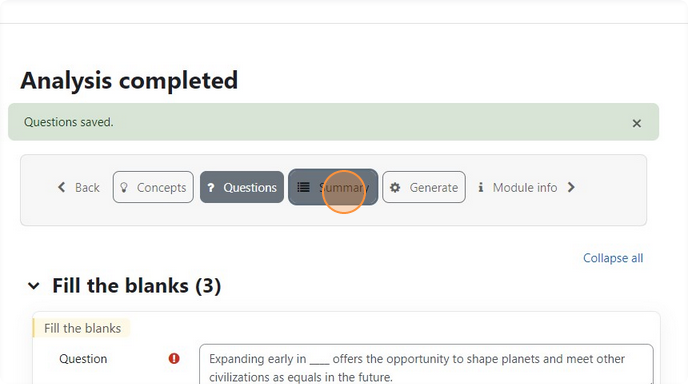 Analysis completed
Questions saved.
Back Concepts ? Questions Summary Generate Module info
Collapse all
Fill the blanks (3)
Fill the blanks
Question
Expanding early in ____ offers the opportunity to shape planets and meet other
civilizations as equals in the future.